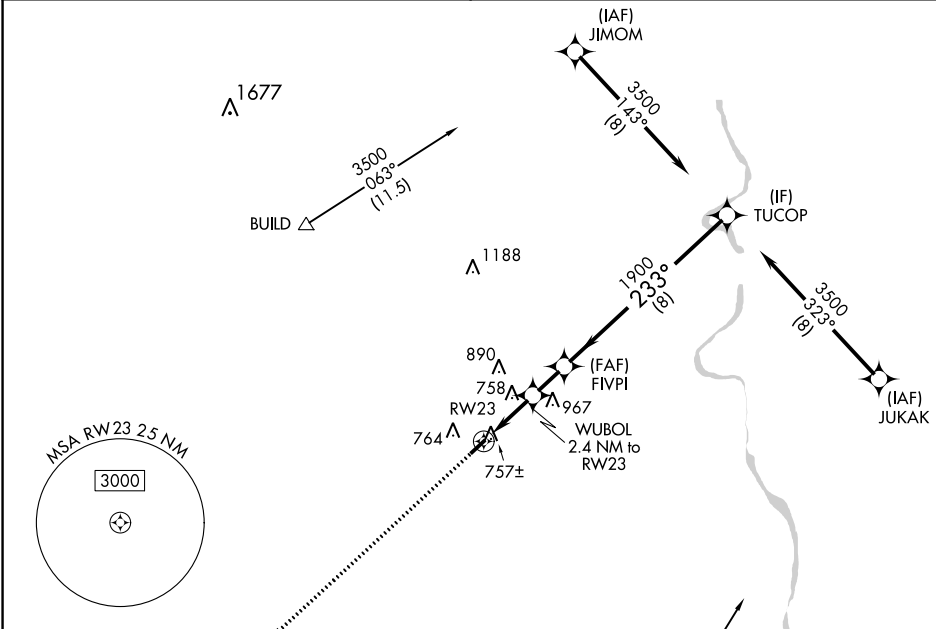 (IAF)
JIMOM
1677
3500
143°
(8)
3500
063°
(11.5)
BUILD
(IF)
TUCOP
1188
1900
233°
(8)
3500
323°
(8)
890
(FAF)
FIVPI
758
967
(IAF)
JUKAK
RW23
764
WUBOL
2.4 NM to
RW23
757±
MSA RW23 25 NM
3000